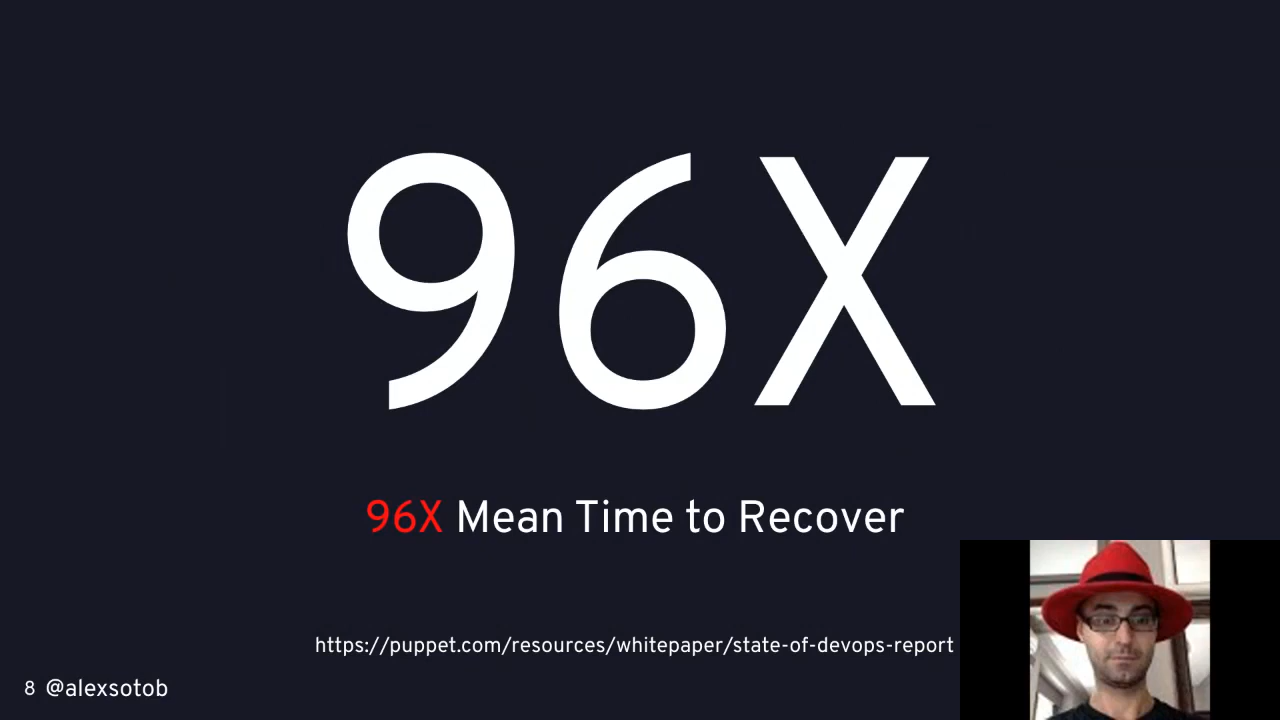 96X
96X Mean Time to Recover
https://puppet.com/resources/whitepaper/state-of-devops-report
8 @alexsotob